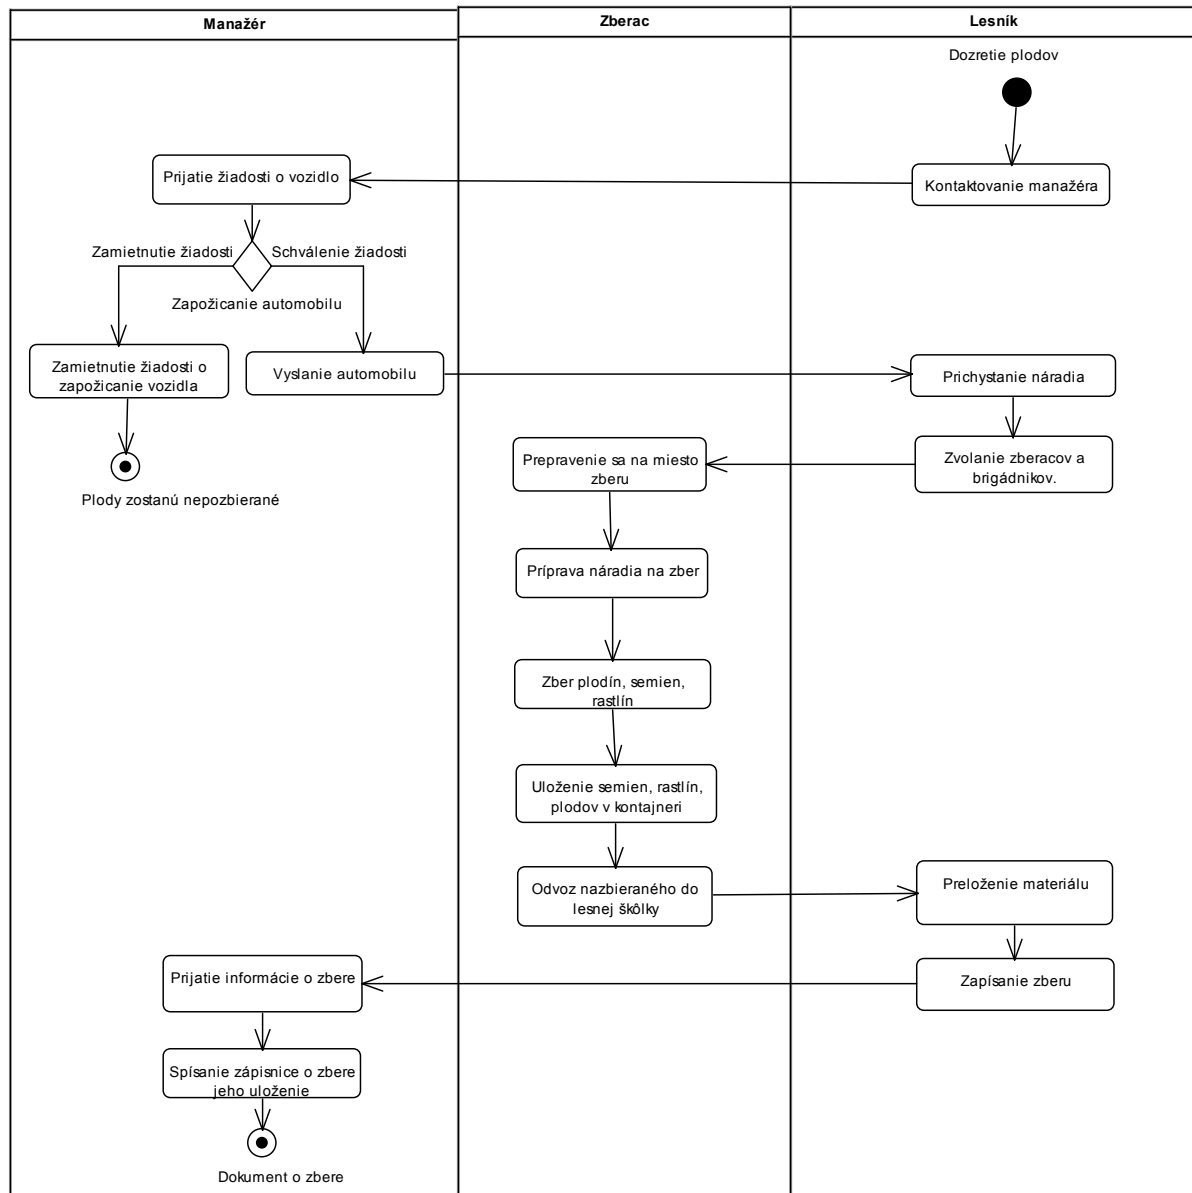 Manažér
Zberac
Lesník
Dozretie plodov
Prijatie žiadosti o vozidlo
Kontaktovanie manažéra
Zamietnutie žiadosti
Schválenie žiadosti
Zapožicanie automobilu
Zamietnutie žiadosti o
zapožicanie vozidla
Vyslanie automobilu
Prichystanie náradia
Prepravenie sa na miesto
zberu
Zvolanie zberacov a
brigádnikov.
Plody zostanú nepozbierané
Príprava náradia na zber
Zber plodín, semien,
rastlín
Uloženie semien, rastlín,
plodov v kontajneri
Odvoz nazbieraného do
lesnej škôlky
Preloženie materiálu
Prijatie informácie o zbere
Zapísanie zberu
Spísanie zápisnice o zbere
jeho uloženie
Dokument o zbere